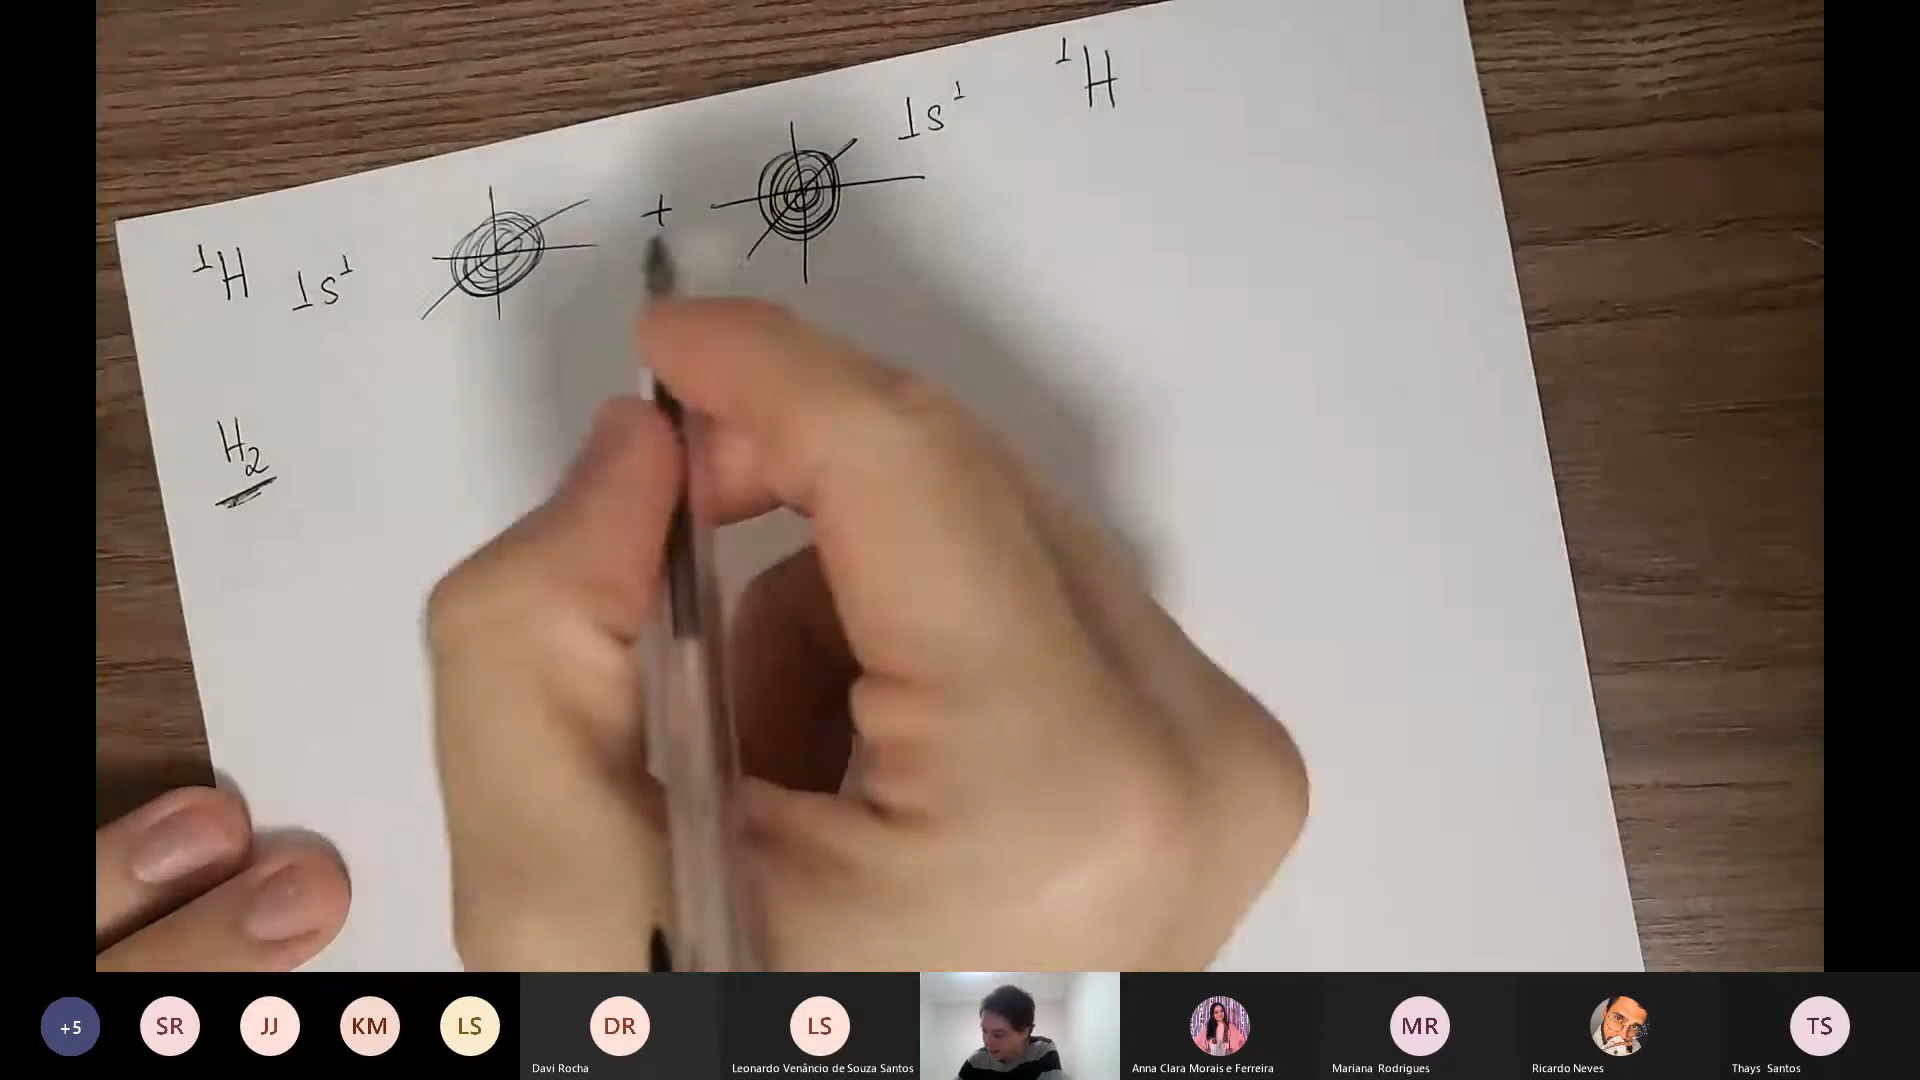 ¹H 1s¹ + 1s¹ ¹H
H₂
+5 SR JJ KM LS DR LS MR TS
Davi Rocha Leonardo Venâncio de Souza Santos Anna Clara Morais e Ferreira Mariana Rodrigues Ricardo Neves Thays Santos